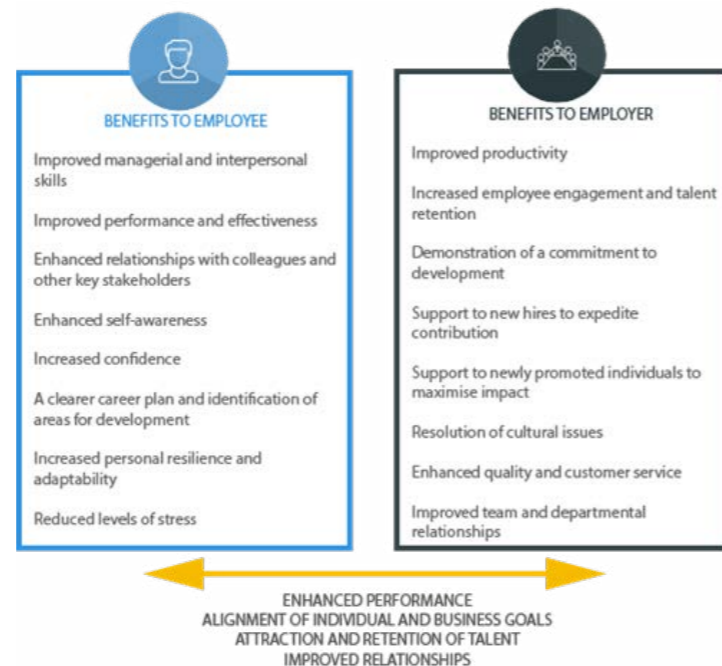 BENEFITS TO EMPLOYEE
Improved managerial and interpersonal
skills
Improved performance and effectiveness
Enhanced relationships with colleagues and
other key stakeholders
Enhanced self-awareness
Increased confidence
A clearer career plan and identification of
areas for development
Increased personal resilience and
adaptability
Reduced levels of stress
BENEFITS TO EMPLOYER
Improved productivity
Increased employee engagement and talent
retention
Demonstration of a commitment to
development
Support to new hires to expedite
contribution
Support to newly promoted individuals to
maximise impact
Resolution of cultural issues
Enhanced quality and customer service
Improved team and departmental
relationships
ENHANCED PERFORMANCE
ALIGNMENT OF INDIVIDUAL AND BUSINESS GOALS
ATTRACTION AND RETENTION OF TALENT
IMPROVED RELATIONSHIPS